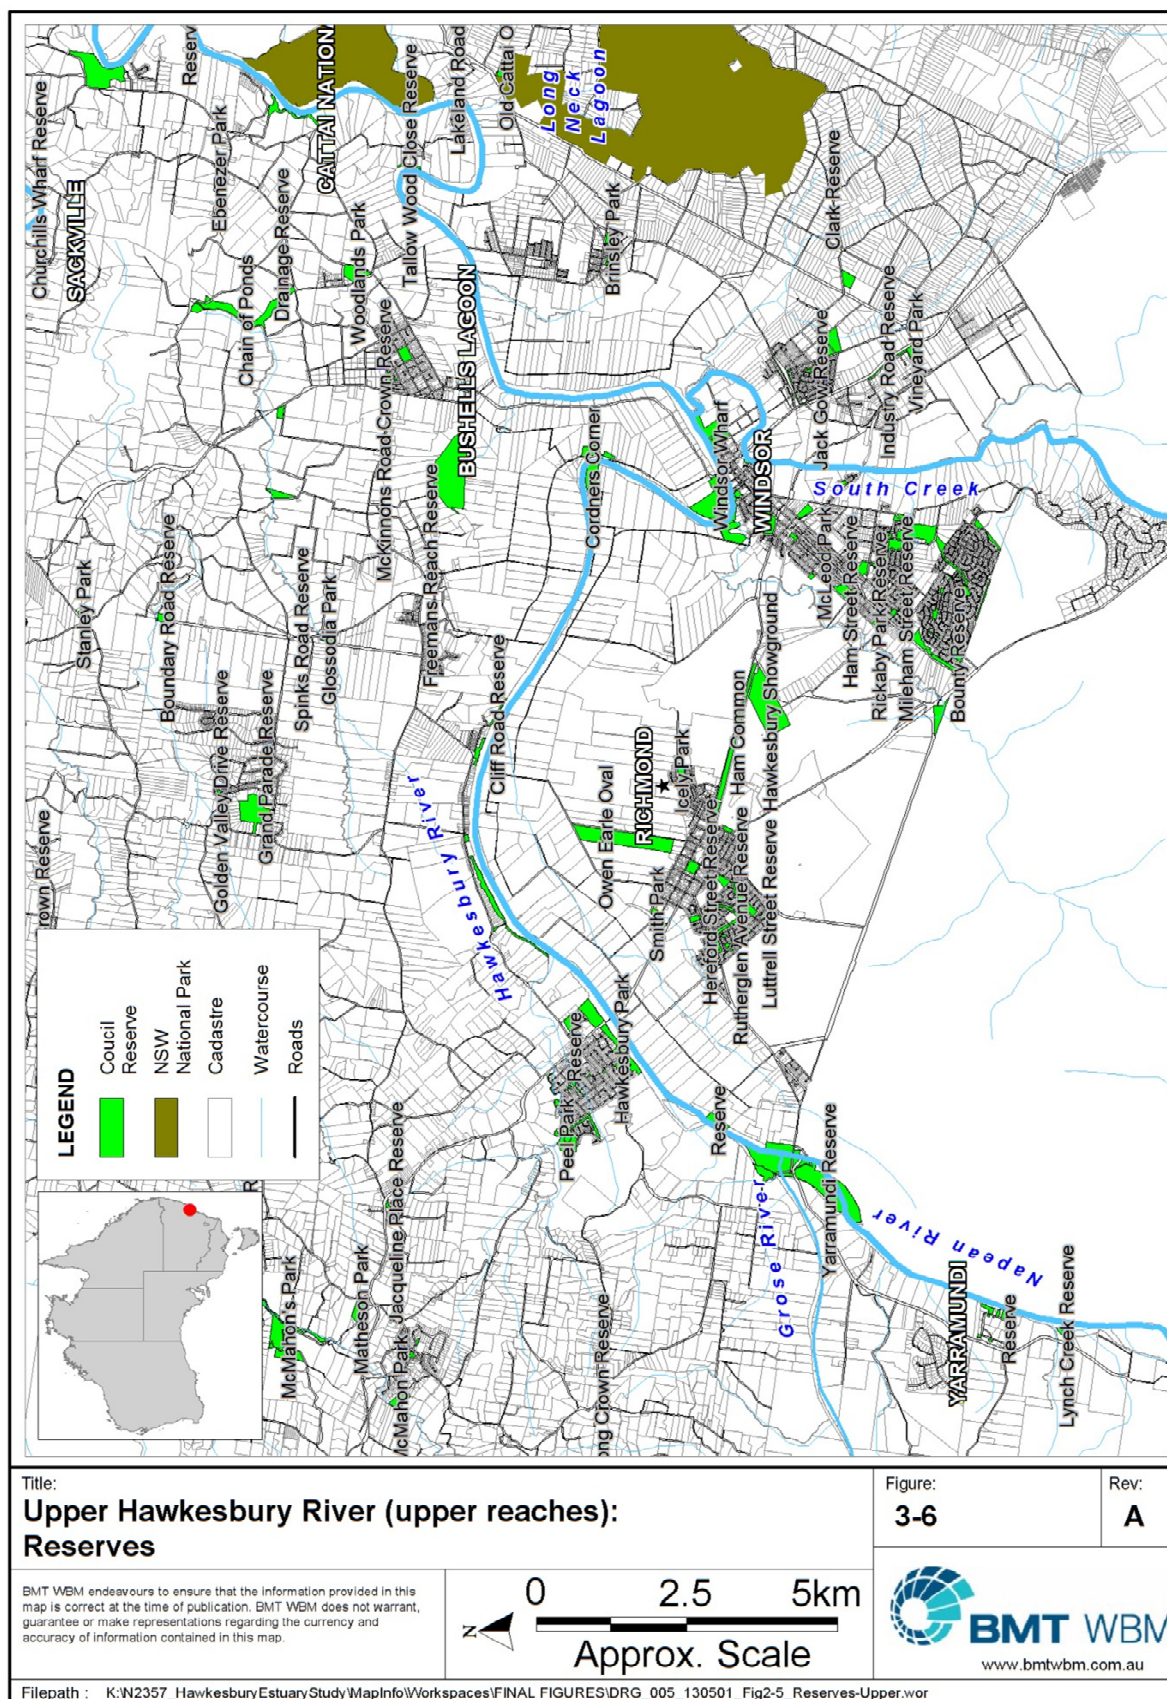 Churchills Wharf Reserve
SACKVILLE
Reserv
Ebenezer Park
CATTAI NATION
Tallow Wood Close Reserve
Lakeland Road
Old Cattai O
Long
Neck
Lagoon
Chain of Ponds
Drainage Reserve
Woodlands Park
Brinsley Park
Clark Reserve
BUSHELLS LAGOON
McKinnons Road Crown Reserve
Freemans Reach Reserve
Cordners Corner
Windsor Wharf
WINDSOR
Jack Gow Reserve
Industry Road Reserve
Vineyard Park
South Creek
Stanley Park
Boundary Road Reserve
Spinks Road Reserve
Glossodia Park
Golden Valley Drive Reserve
Grand Parade Reserve
Cliff Road Reserve
Hawkesbury River
McLeod Park
Ham Street Reserve
Rickaby Park Reserve
Mileham Street Reserve
Bounty Reserve
Hawkesbury Showground
Ham Common
RICHMOND
Icely Park
Owen Earle Oval
Smith Park
Hereford Street Reserve
Rutherglen Avenue Reserve
Luttrell Street Reserve
rown Reserve
LEGEND
Coucil
Reserve
NSW
National Park
Cadastre
Watercourse
Roads
R
Peel Park
Reserve
Hawkesbury Park
Reserve
Yarramundi Reserve
Grose River
Napean River
YARRAMUNDI
Reserve
Lynch Creek Reserve
McMahon's Park
Matheson Park
Jacqueline Place Reserve
McMahon Park
ong Crown Reserve
Title:
Upper Hawkesbury River (upper reaches):
Reserves
Figure:
3-6
Rev:
A
BMT WBM endeavours to ensure that the information provided in this
map is correct at the time of publication. BMT WBM does not warrant,
guarantee or make representations regarding the currency and
accuracy of information contained in this map.
N
0 2.5 5km
Approx. Scale
BMT WBM
www.bmtwbm.com.au
Filepath : K:\N2357_HawkesburyEstuaryStudy\MapInfo\Workspaces\FINAL FIGURES\DRG_005_130501_Fig2-5_Reserves-Upper.wor